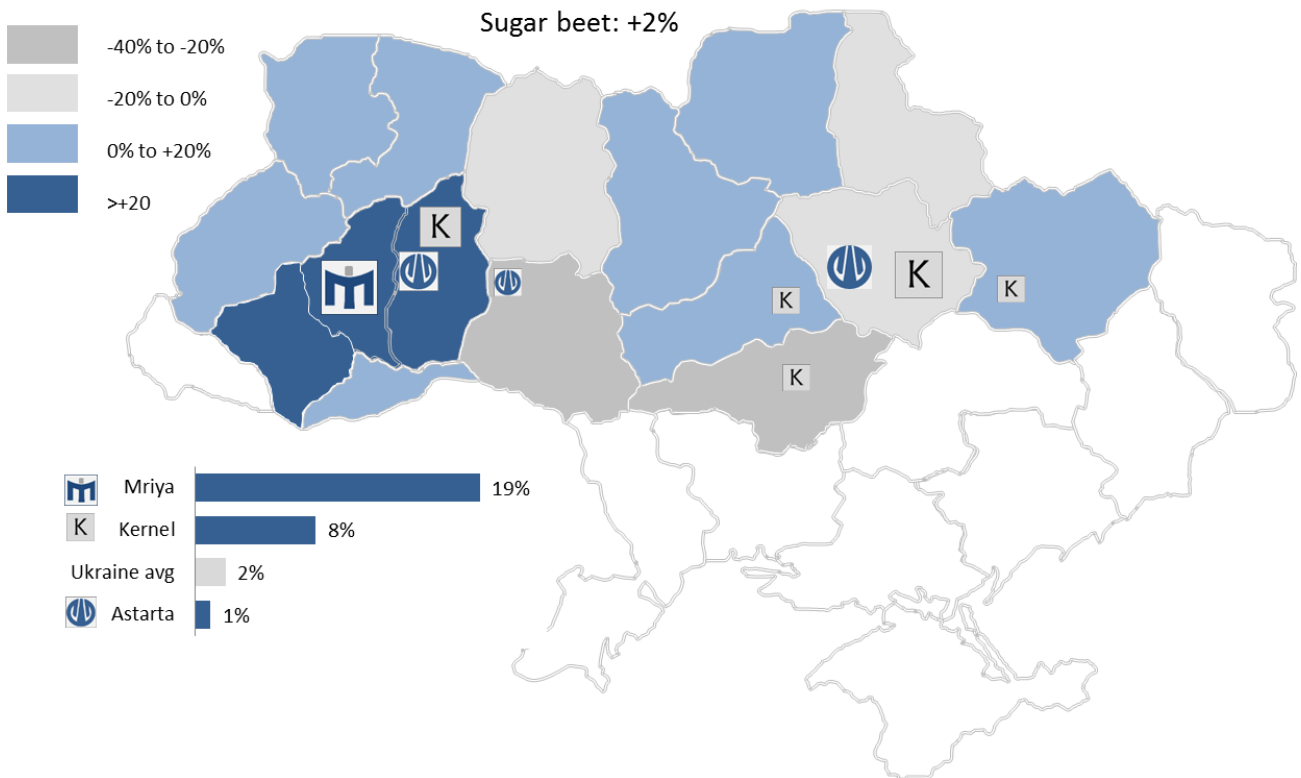 Sugar beet: +2%
-40% to -20%
-20% to 0%
0% to +20%
>+20
K
K
K
K
K
Mriya 19%
K Kernel 8%
Ukraine avg 2%
Astarta 1%